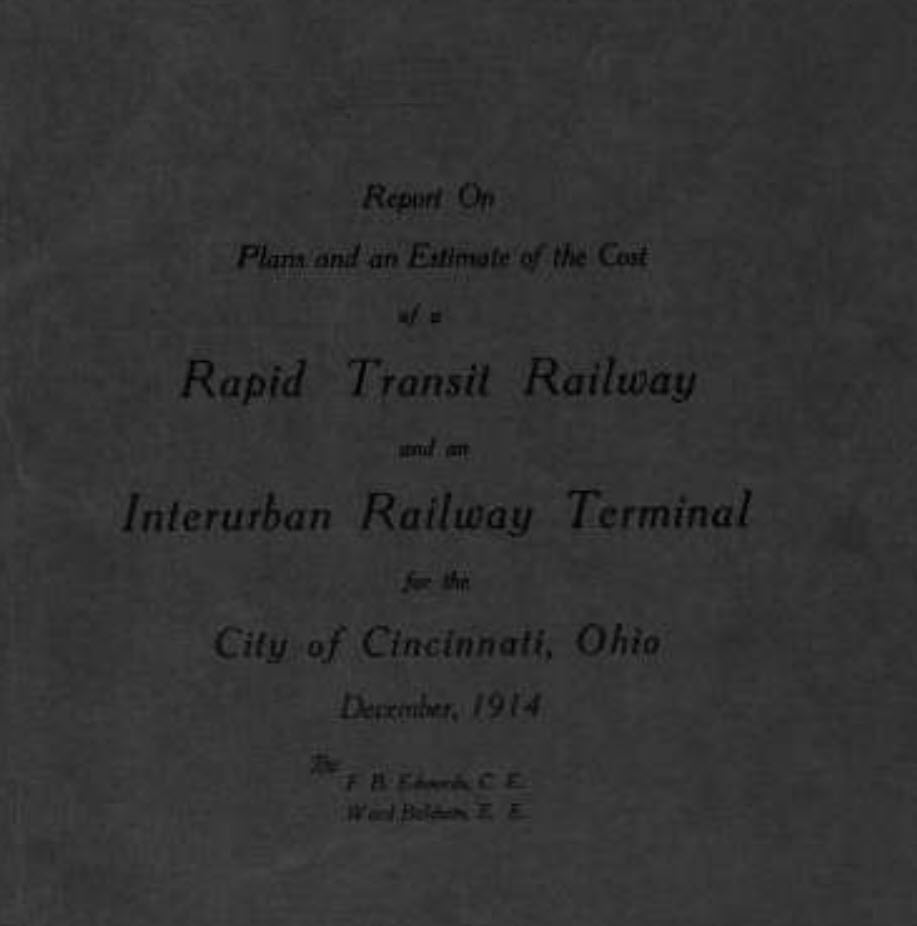 Report On
Plans and an Estimate of the Cost
of a
Rapid Transit Railway
and an
Interurban Railway Terminal
for the
City of Cincinnati, Ohio
December, 1914
F. B. Edwards, C. E.
Ward Baldwin, E. E.